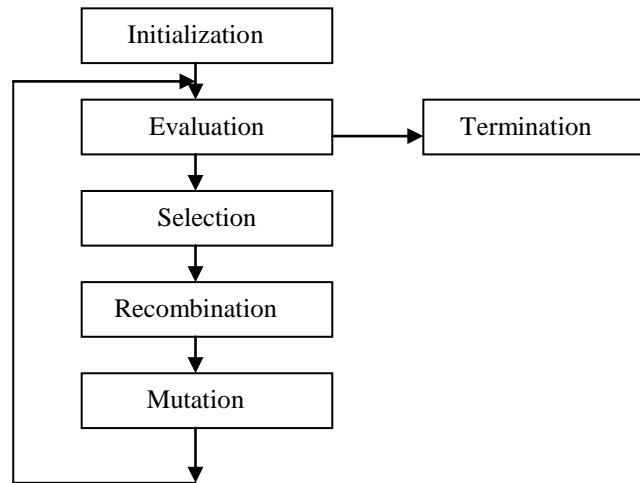 Initialization
Evaluation
Termination
Selection
Recombination
Mutation